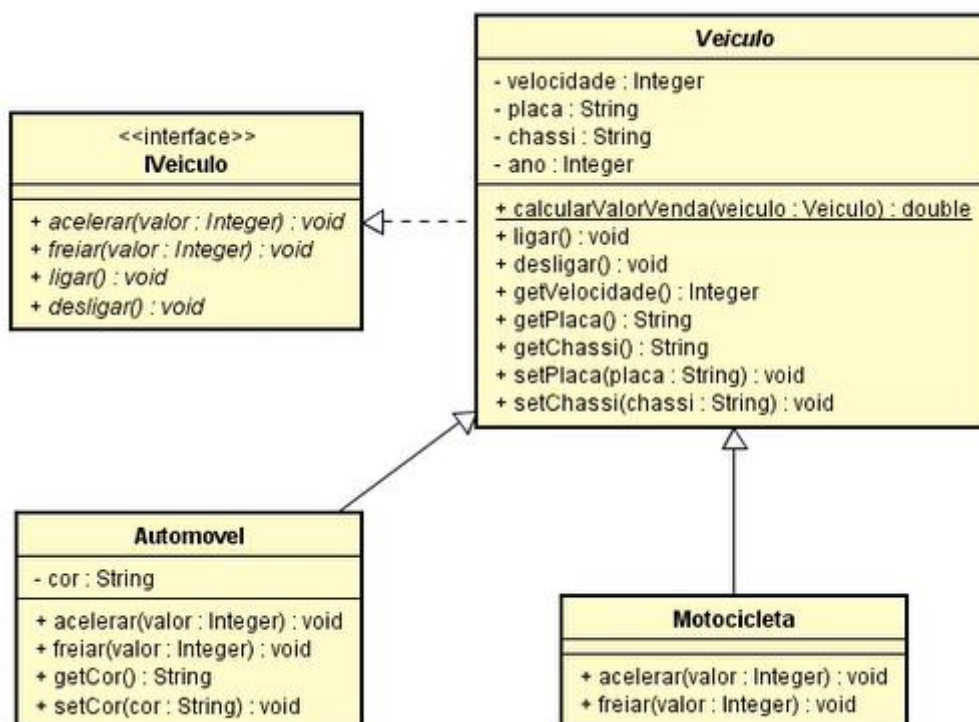 <<interface>>
IVeiculo
+ acelerar(valor : Integer) : void
+ freiar(valor : Integer) : void
+ ligar() : void
+ desligar() : void
Veiculo
- velocidade : Integer
- placa : String
- chassi : String
- ano : Integer
+ calcularValorVenda(veiculo : Veiculo) : double
+ ligar() : void
+ desligar() : void
+ getVelocidade() : Integer
+ getPlaca() : String
+ getChassi() : String
+ setPlaca(placa : String) : void
+ setChassi(chassi : String) : void
Automovel
- cor : String
+ acelerar(valor : Integer) : void
+ freiar(valor : Integer) : void
+ getCor() : String
+ setCor(cor : String) : void
Motocicleta
+ acelerar(valor : Integer) : void
+ freiar(valor : Integer) : void